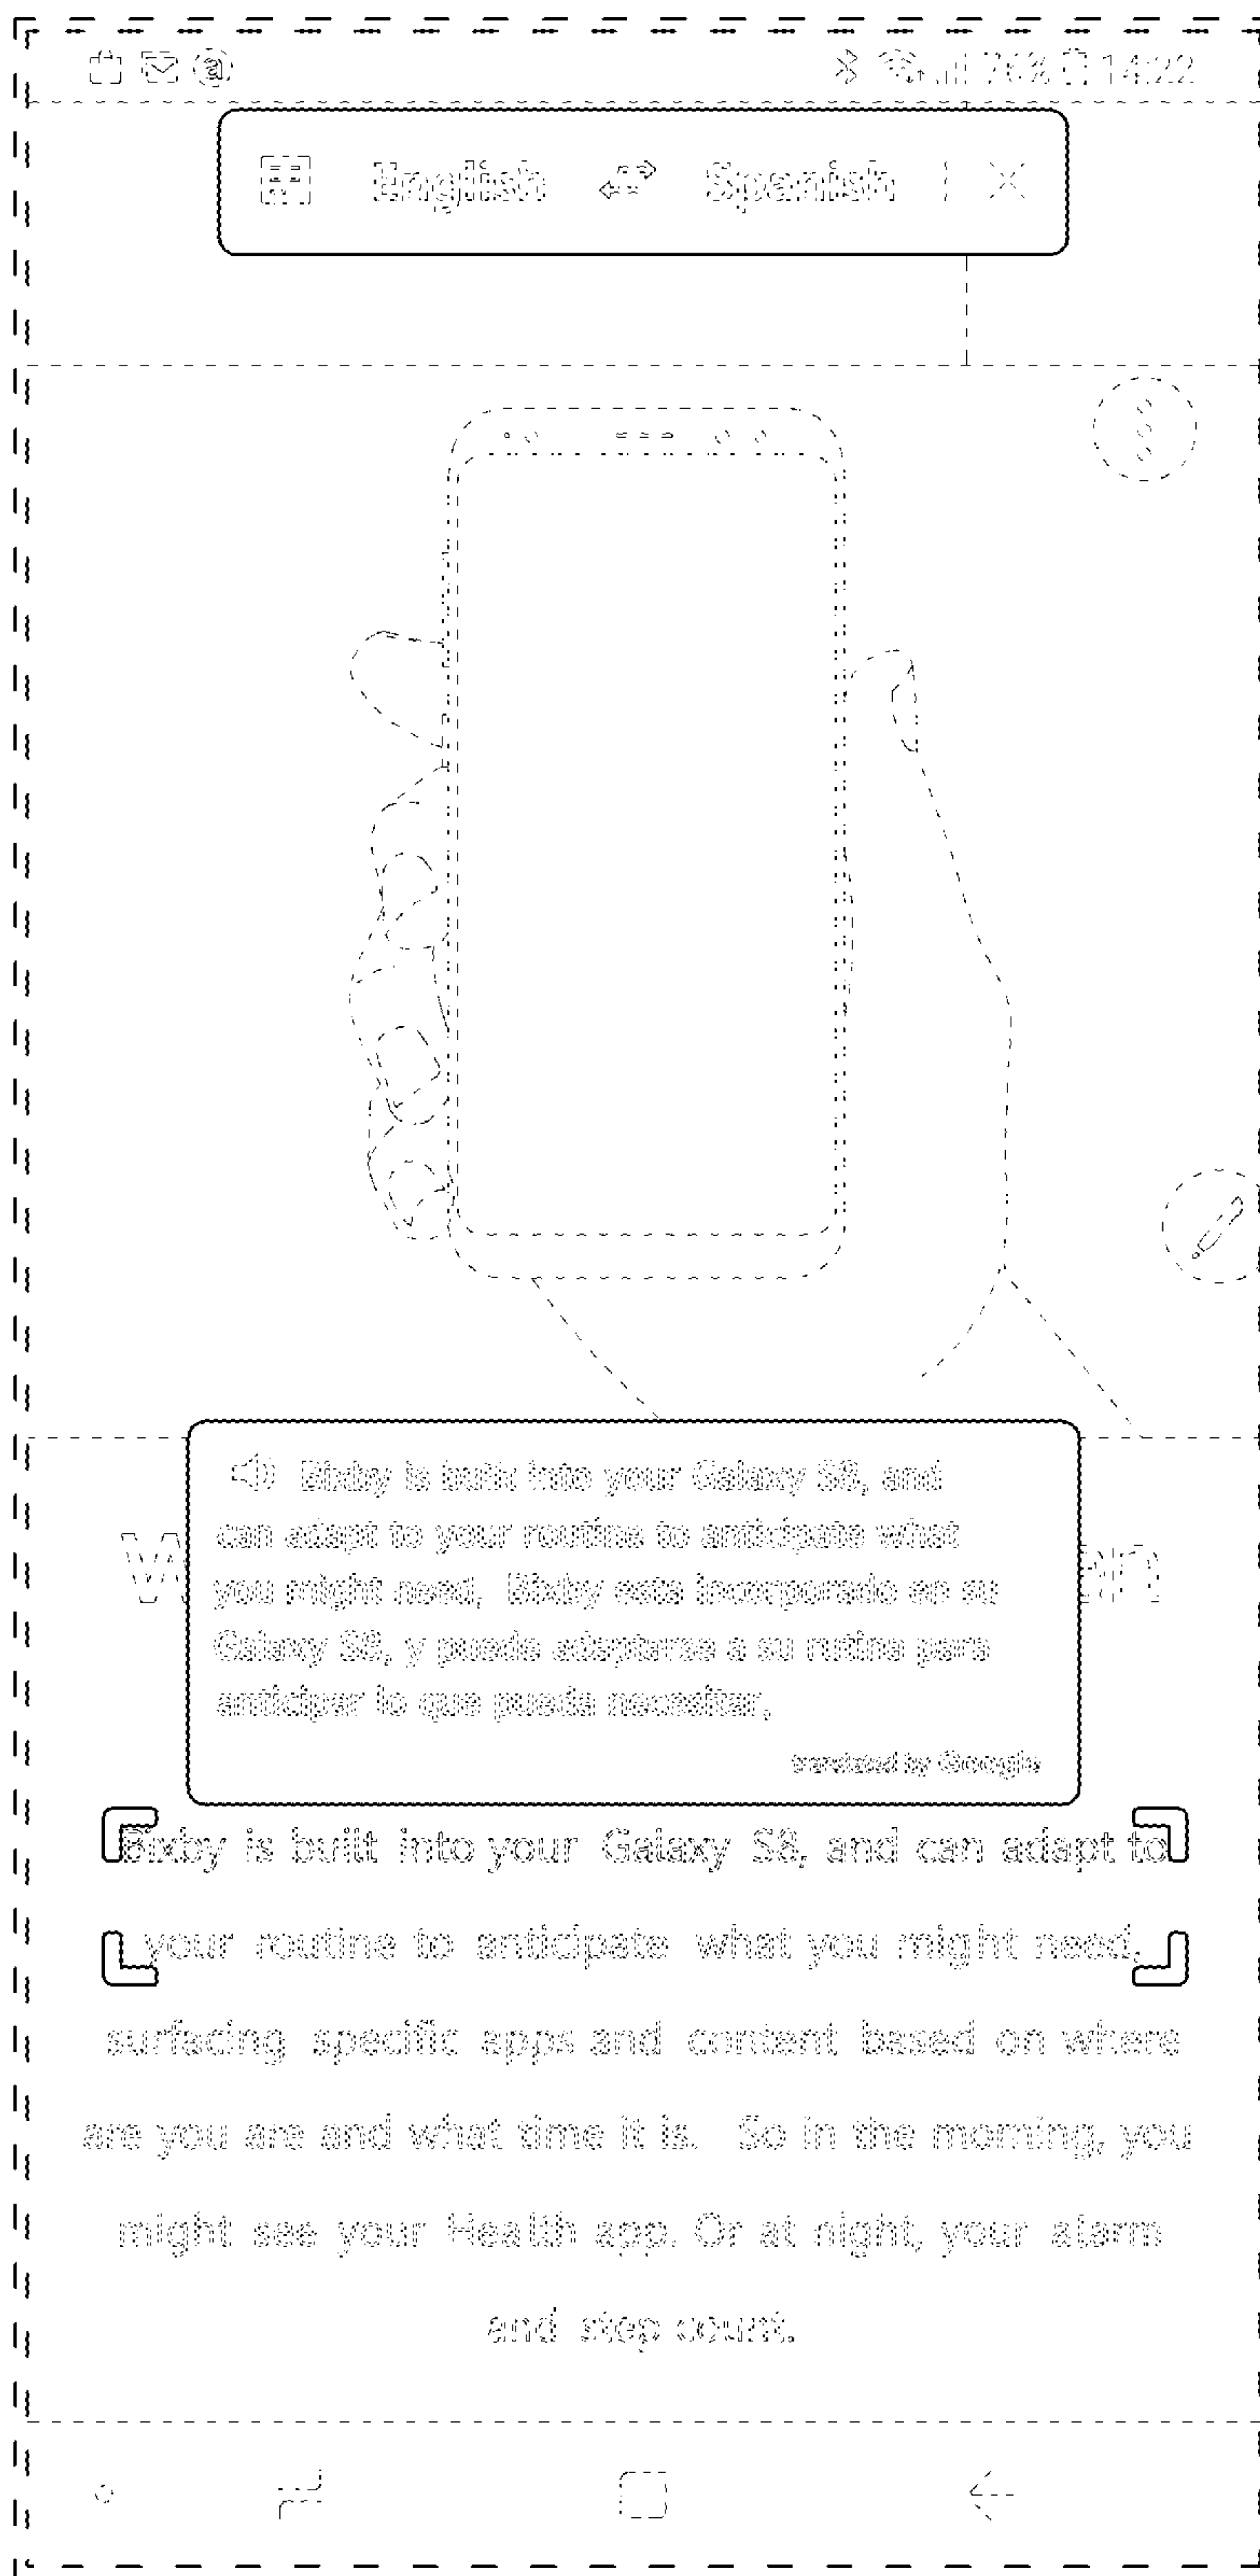 76% 14:22
English Spanish
Bixby is built into your Galaxy S8, and
can adapt to your routine to anticipate what
you might need, Bixby esta incorporado en su
Galaxy S8, y puede adaptarse a su rutina para
anticipar lo que pueda necesitar,
translated by Google
Bixby is built into your Galaxy S8, and can adapt to
your routine to anticipate what you might need,
surfacing specific apps and content based on where
are you are and what time it is. So in the morning, you
might see your Health app. Or at night, your alarm
and step count.